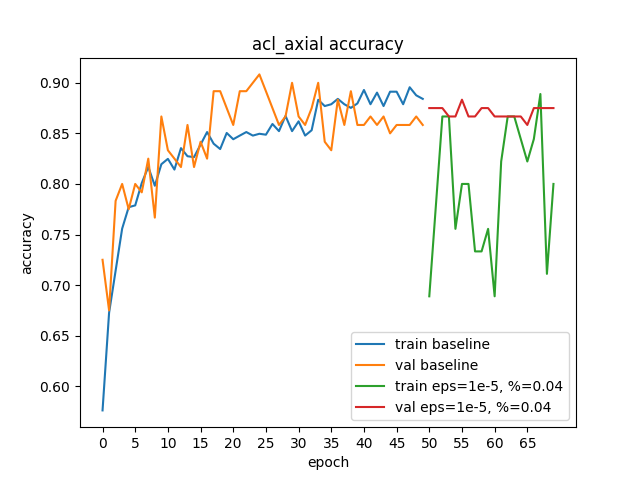 acl_axial accuracy
accuracy
0.90
0.85
0.80
0.75
0.70
0.65
0.60
train baseline
val baseline
train eps=1e-5, %=0.04
val eps=1e-5, %=0.04
0 5 10 15 20 25 30 35 40 45 50 55 60 65
epoch